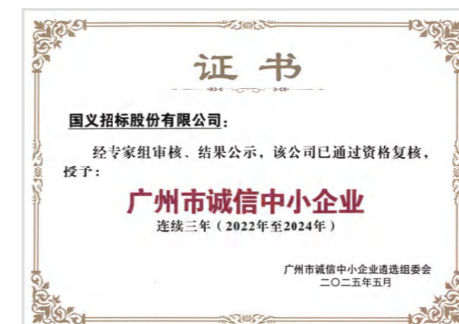 证 书
国义招标股份有限公司：
经专家组审核、结果公示，该公司已通过资格复核，
授予：
广州市诚信中小企业
连续三年（2022年至2024年）
广州市诚信中小企业遴选组委会
二〇二五年五月